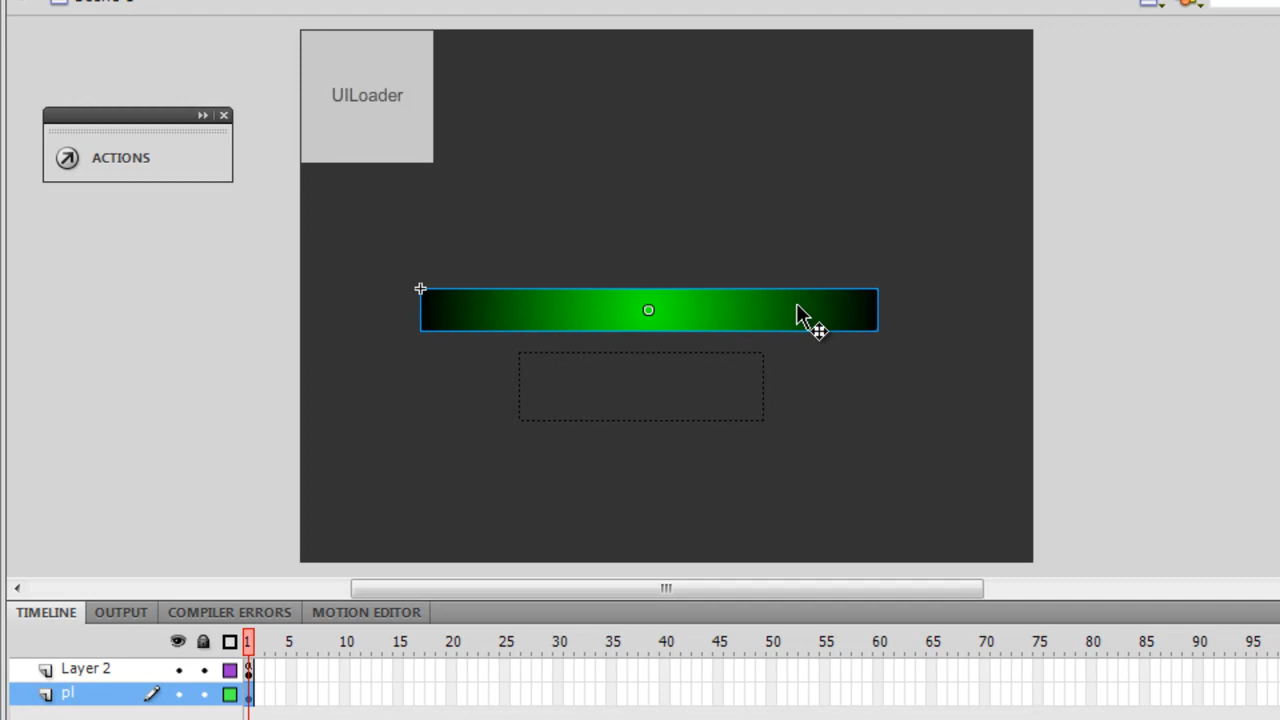 UILoader
ACTIONS
TIMELINE OUTPUT COMPILER ERRORS MOTION EDITOR
1 5 10 15 20 25 30 35 40 45 50 55 60 65 70 75 80 85 90 95
Layer 2
pl